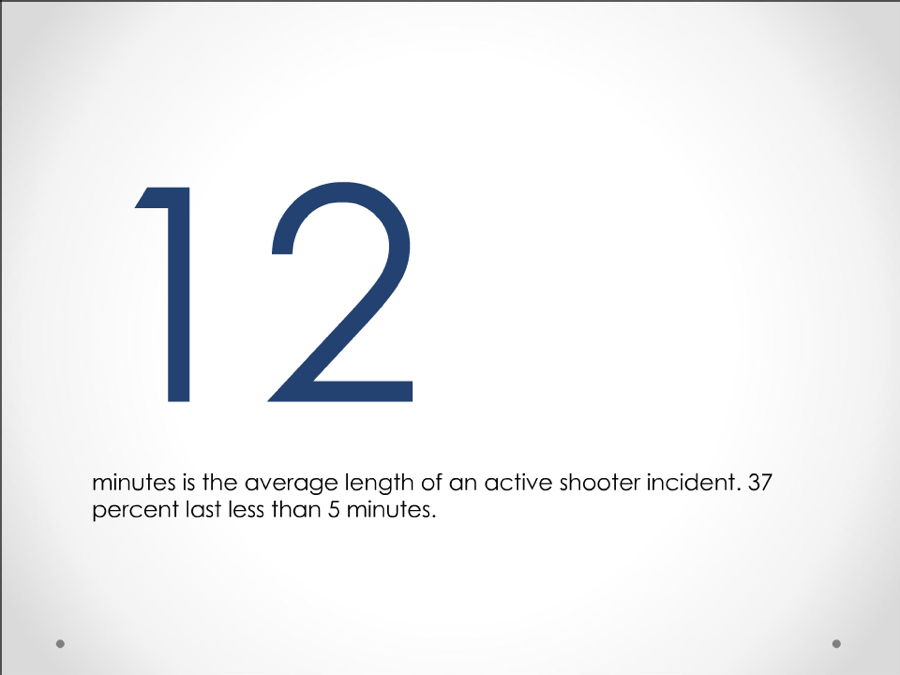 12
minutes is the average length of an active shooter incident. 37
percent last less than 5 minutes.